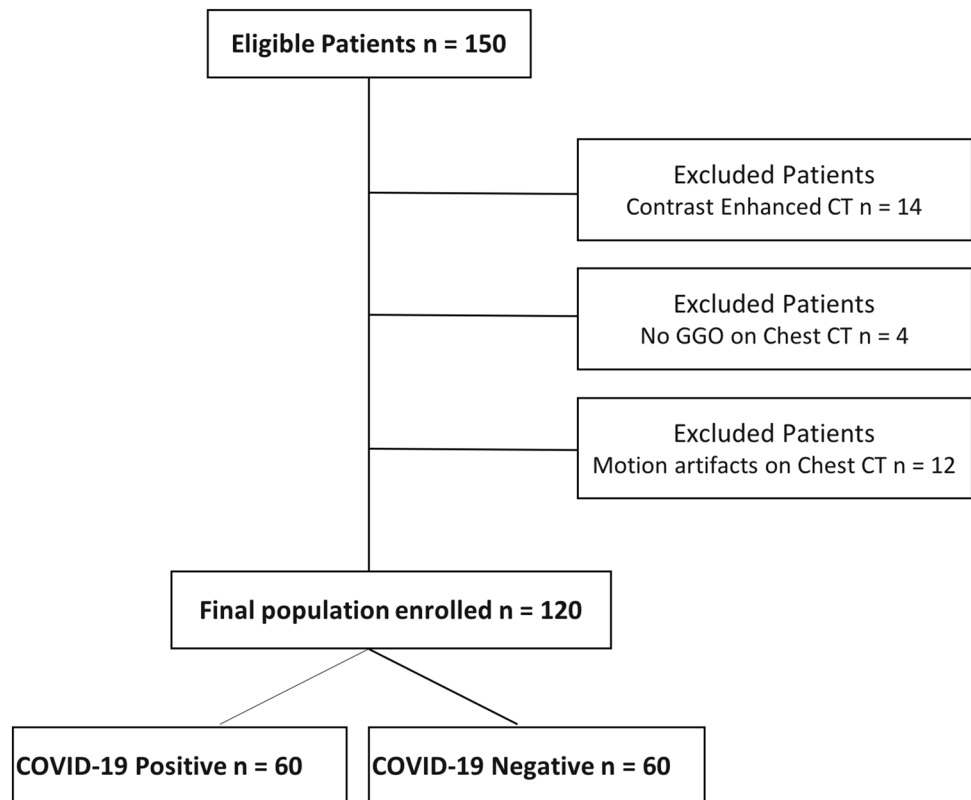 Eligible Patients n = 150
Excluded Patients
Contrast Enhanced CT n = 14
Excluded Patients
No GGO on Chest CT n = 4
Excluded Patients
Motion artifacts on Chest CT n = 12
Final population enrolled n = 120
COVID-19 Positive n = 60
COVID-19 Negative n = 60